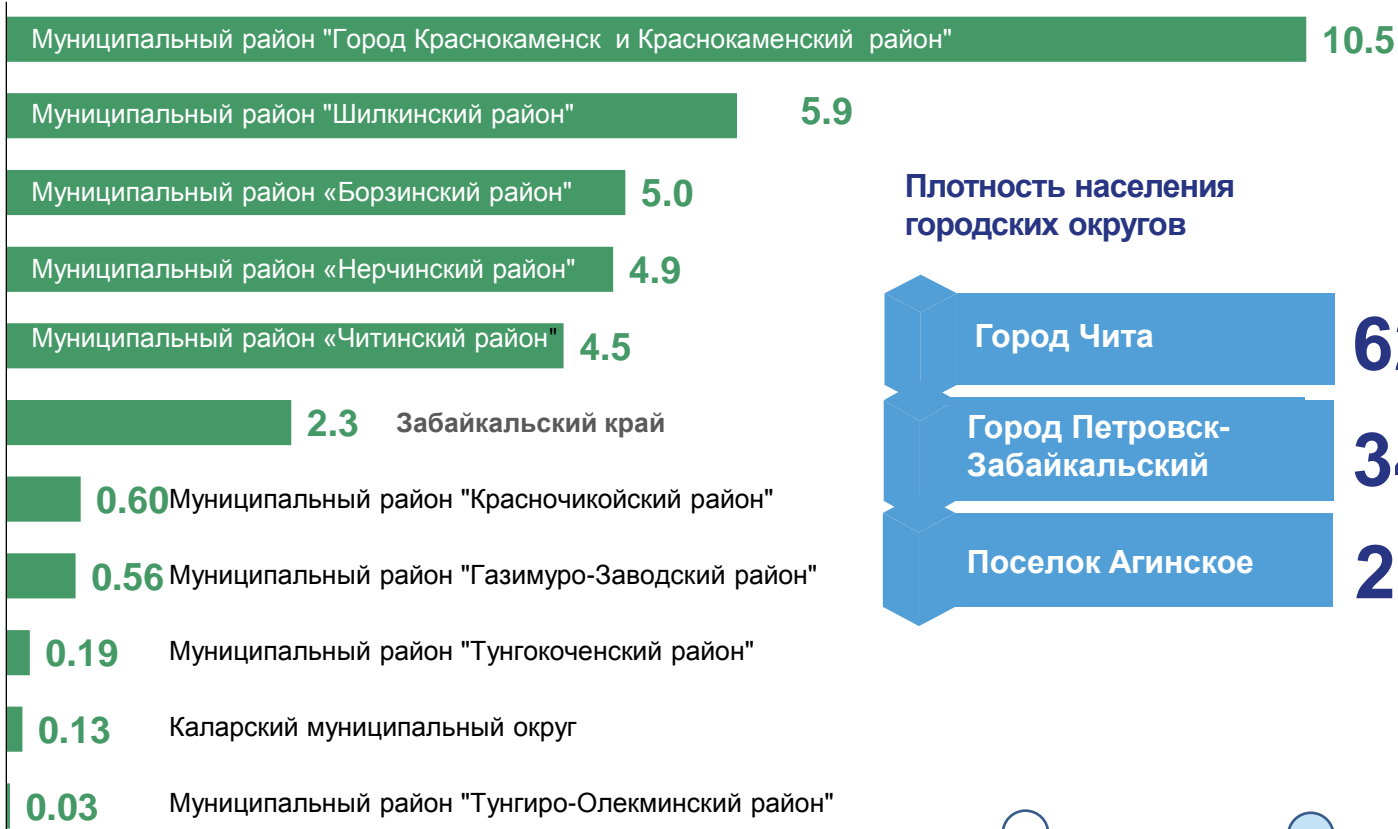 Муниципальный район "Город Краснокаменск и Краснокаменский район"
10.5
Муниципальный район "Шилкинский район"
5.9
Муниципальный район «Борзинский район"
5.0
Муниципальный район «Нерчинский район"
4.9
Муниципальный район «Читинский район"
4.5
2.3 Забайкальский край
0.60 Муниципальный район "Красночикойский район"
0.56 Муниципальный район "Газимуро-Заводский район"
0.19 Муниципальный район "Тунгокоченский район"
0.13 Каларский муниципальный округ
0.03 Муниципальный район "Тунгиро-Олекминский район"
Плотность населения
городских округов
Город Чита
Город Петровск-
Забайкальский
Поселок Агинское